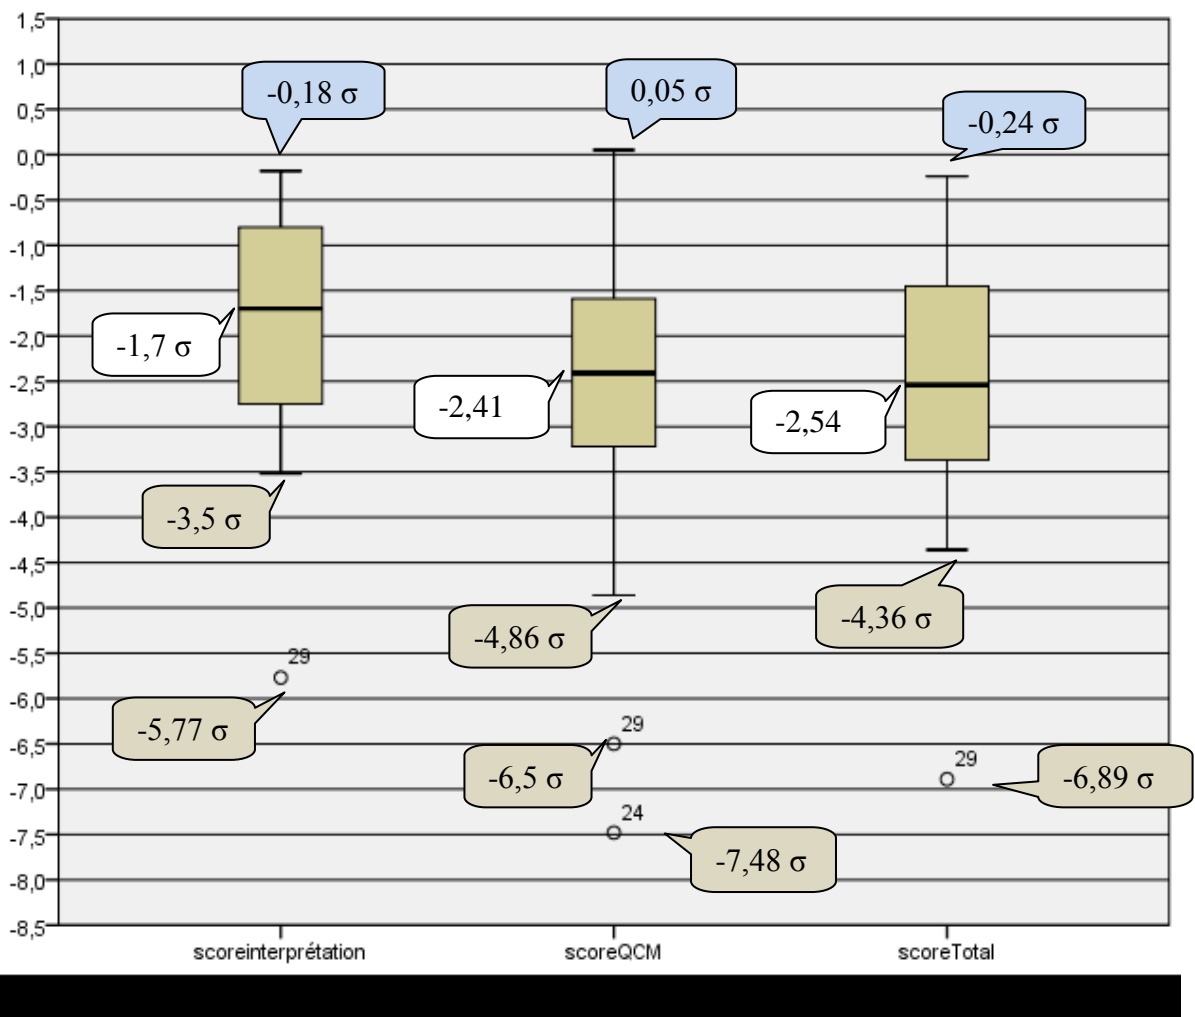 1,5
1,0
0,5
0,0
-0,5
-1,0
-1,5
-2,0
-2,5
-3,0
-3,5
-4,0
-4,5
-5,0
-5,5
-6,0
-6,5
-7,0
-7,5
-8,0
-8,5
-0,18 σ
0,05 σ
-0,24 σ
-1,7 σ
-2,41
-2,54
-3,5 σ
-4,86 σ
-4,36 σ
29
-5,77 σ
29
-6,5 σ
29
-6,89 σ
24
-7,48 σ
scoreinterprétation
scoreQCM
scoreTotal